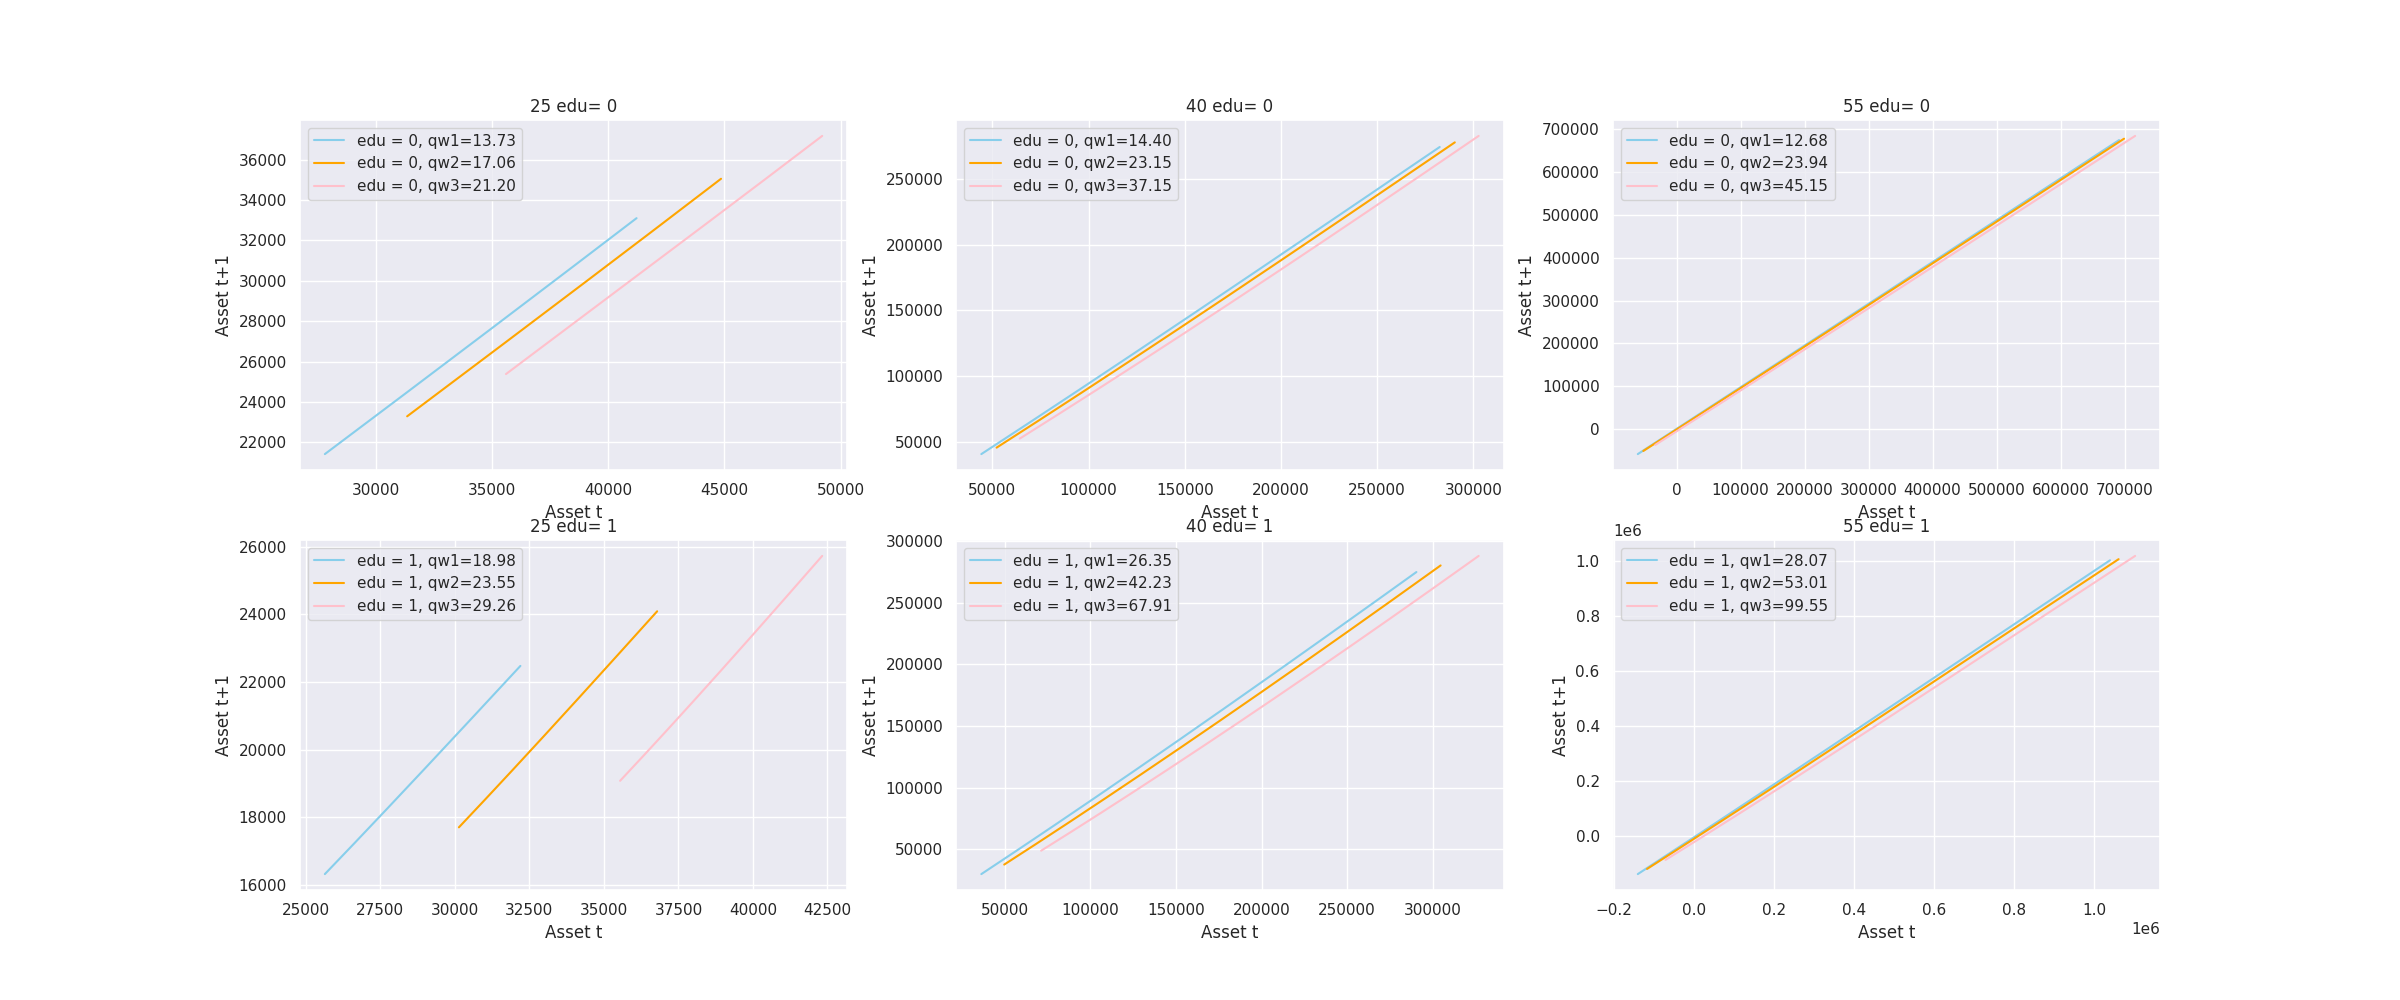 25 edu= 0
edu = 0, qw1=13.73
edu = 0, qw2=17.06
edu = 0, qw3=21.20
36000
34000
32000
30000
28000
26000
24000
22000
Asset t+1
30000 35000 40000 45000 50000
Asset t
40 edu= 0
edu = 0, qw1=14.40
edu = 0, qw2=23.15
edu = 0, qw3=37.15
250000
200000
150000
100000
50000
Asset t+1
50000 100000 150000 200000 250000 300000
Asset t
55 edu= 0
edu = 0, qw1=12.68
edu = 0, qw2=23.94
edu = 0, qw3=45.15
700000
600000
500000
400000
300000
200000
100000
0
Asset t+1
0 100000 200000 300000 400000 500000 600000 700000
Asset t
25 edu= 1
edu = 1, qw1=18.98
edu = 1, qw2=23.55
edu = 1, qw3=29.26
26000
24000
22000
20000
18000
16000
Asset t+1
25000 27500 30000 32500 35000 37500 40000 42500
Asset t
40 edu= 1
edu = 1, qw1=26.35
edu = 1, qw2=42.23
edu = 1, qw3=67.91
300000
250000
200000
150000
100000
50000
Asset t+1
50000 100000 150000 200000 250000 300000
Asset t
55 edu= 1
1e6
edu = 1, qw1=28.07
edu = 1, qw2=53.01
edu = 1, qw3=99.55
1.0
0.8
0.6
0.4
0.2
0.0
Asset t+1
−0.2 0.0 0.2 0.4 0.6 0.8 1.0
1e6
Asset t